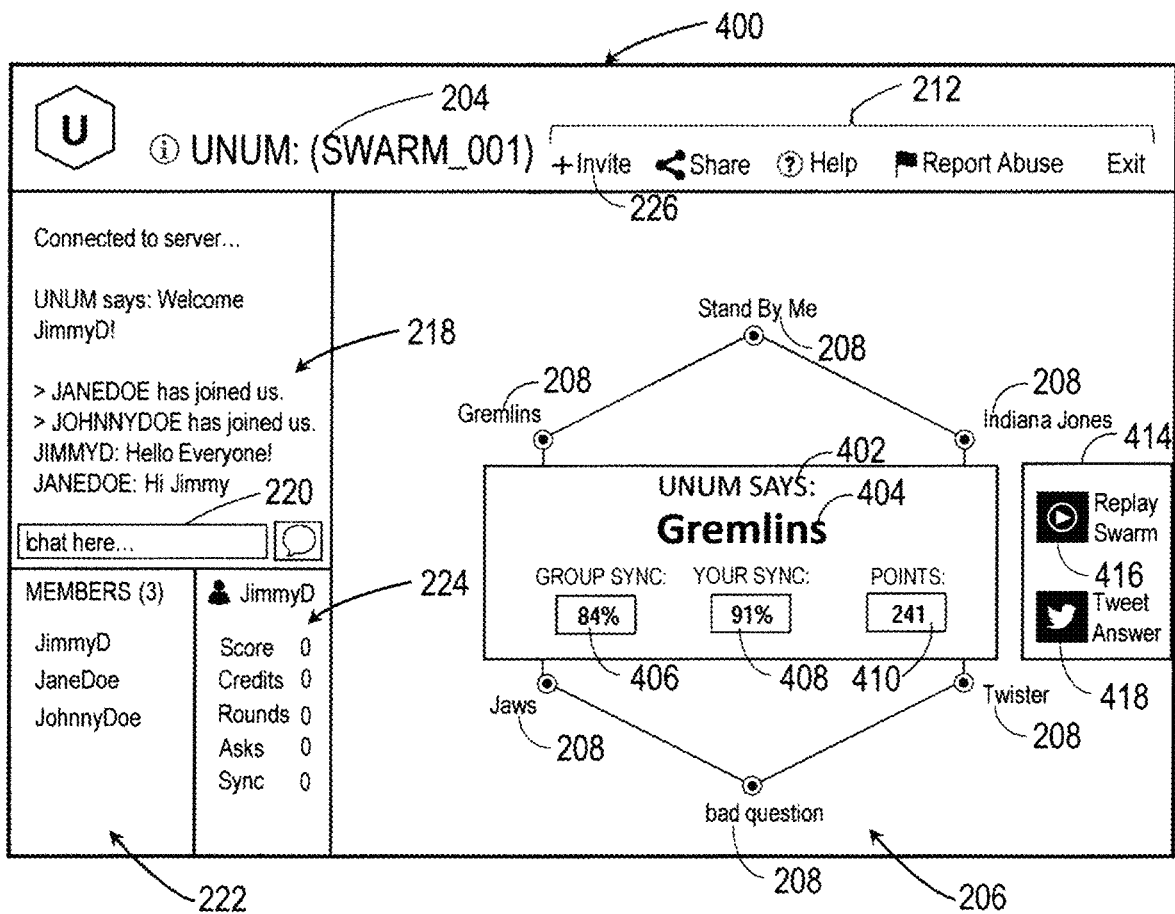 400
U
ⓘ UNUM: (SWARM_001)
204
212
+Invite Share ? Help Report Abuse Exit
226
Connected to server...
UNUM says: Welcome
JimmyD!
218
> JANEDOE has joined us.
> JOHNNYDOE has joined us.
JIMMYD: Hello Everyone!
JANEDOE: Hi Jimmy
220
chat here...
MEMBERS (3)
JimmyD
JaneDoe
JohnnyDoe
222
JimmyD
224
Score 0
Credits 0
Rounds 0
Asks 0
Sync 0
Stand By Me
208
Gremlins
208
Indiana Jones
208
UNUM SAYS:
402
Gremlins
404
GROUP SYNC: YOUR SYNC: POINTS:
84% 91% 241
406 408 410
414
Replay
Swarm
416
Tweet
Answer
418
Jaws
208
Twister
208
bad question
208
206